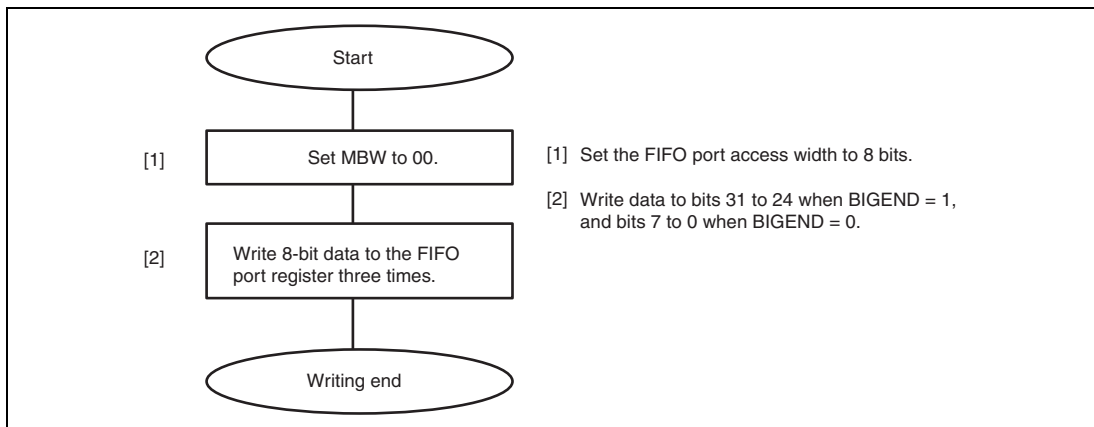 Start
[1]
Set MBW to 00.
[1] Set the FIFO port access width to 8 bits.
[2] Write data to bits 31 to 24 when BIGEND = 1,
and bits 7 to 0 when BIGEND = 0.
[2]
Write 8-bit data to the FIFO
port register three times.
Writing end